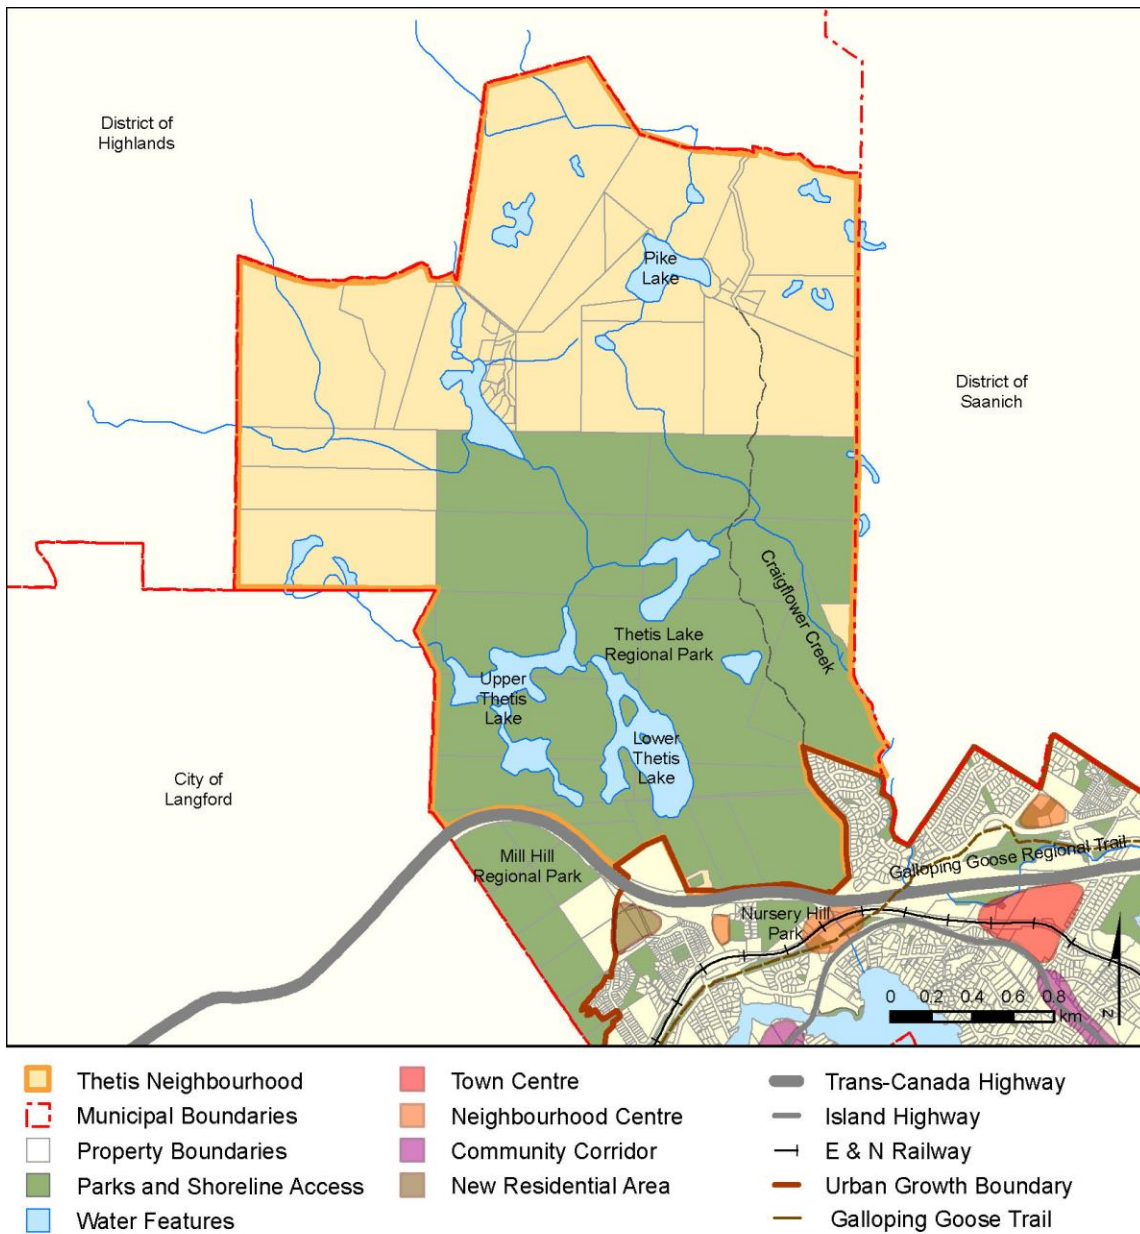 District of
Highlands
Pike
Lake
District of
Saanich
Craigflower Creek
Thetis Lake
Regional Park
Upper
Thetis
Lake
Lower
Thetis
Lake
City of
Langford
Mill Hill
Regional Park
Galloping Goose Regional Trail
Nursery Hill
Park
0 0.2 0.4 0.6 0.8
km
N
Thetis Neighbourhood
Municipal Boundaries
Property Boundaries
Parks and Shoreline Access
Water Features
Town Centre
Neighbourhood Centre
Community Corridor
New Residential Area
Trans-Canada Highway
Island Highway
E & N Railway
Urban Growth Boundary
Galloping Goose Trail